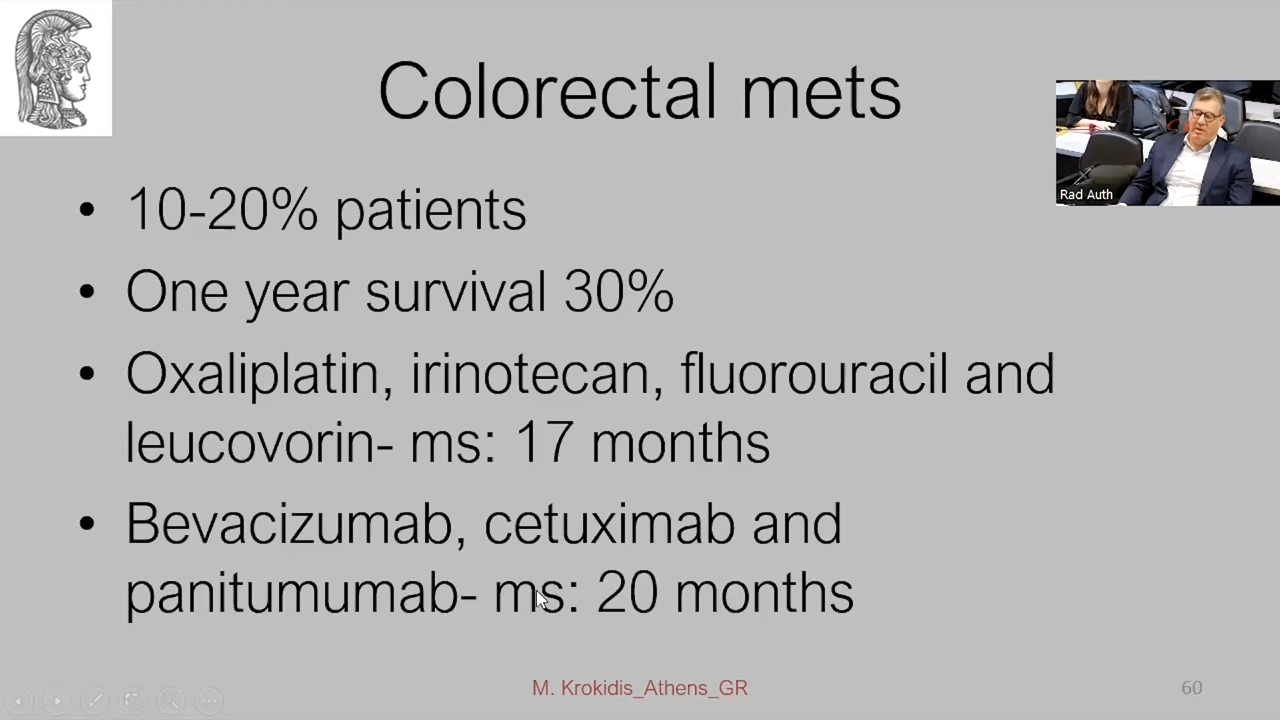 Colorectal mets
Rad Auth
• 10-20% patients
• One year survival 30%
• Oxaliplatin, irinotecan, fluorouracil and
leucovorin- ms: 17 months
• Bevacizumab, cetuximab and
panitumumab- ms: 20 months
M. Krokidis_Athens_GR
60